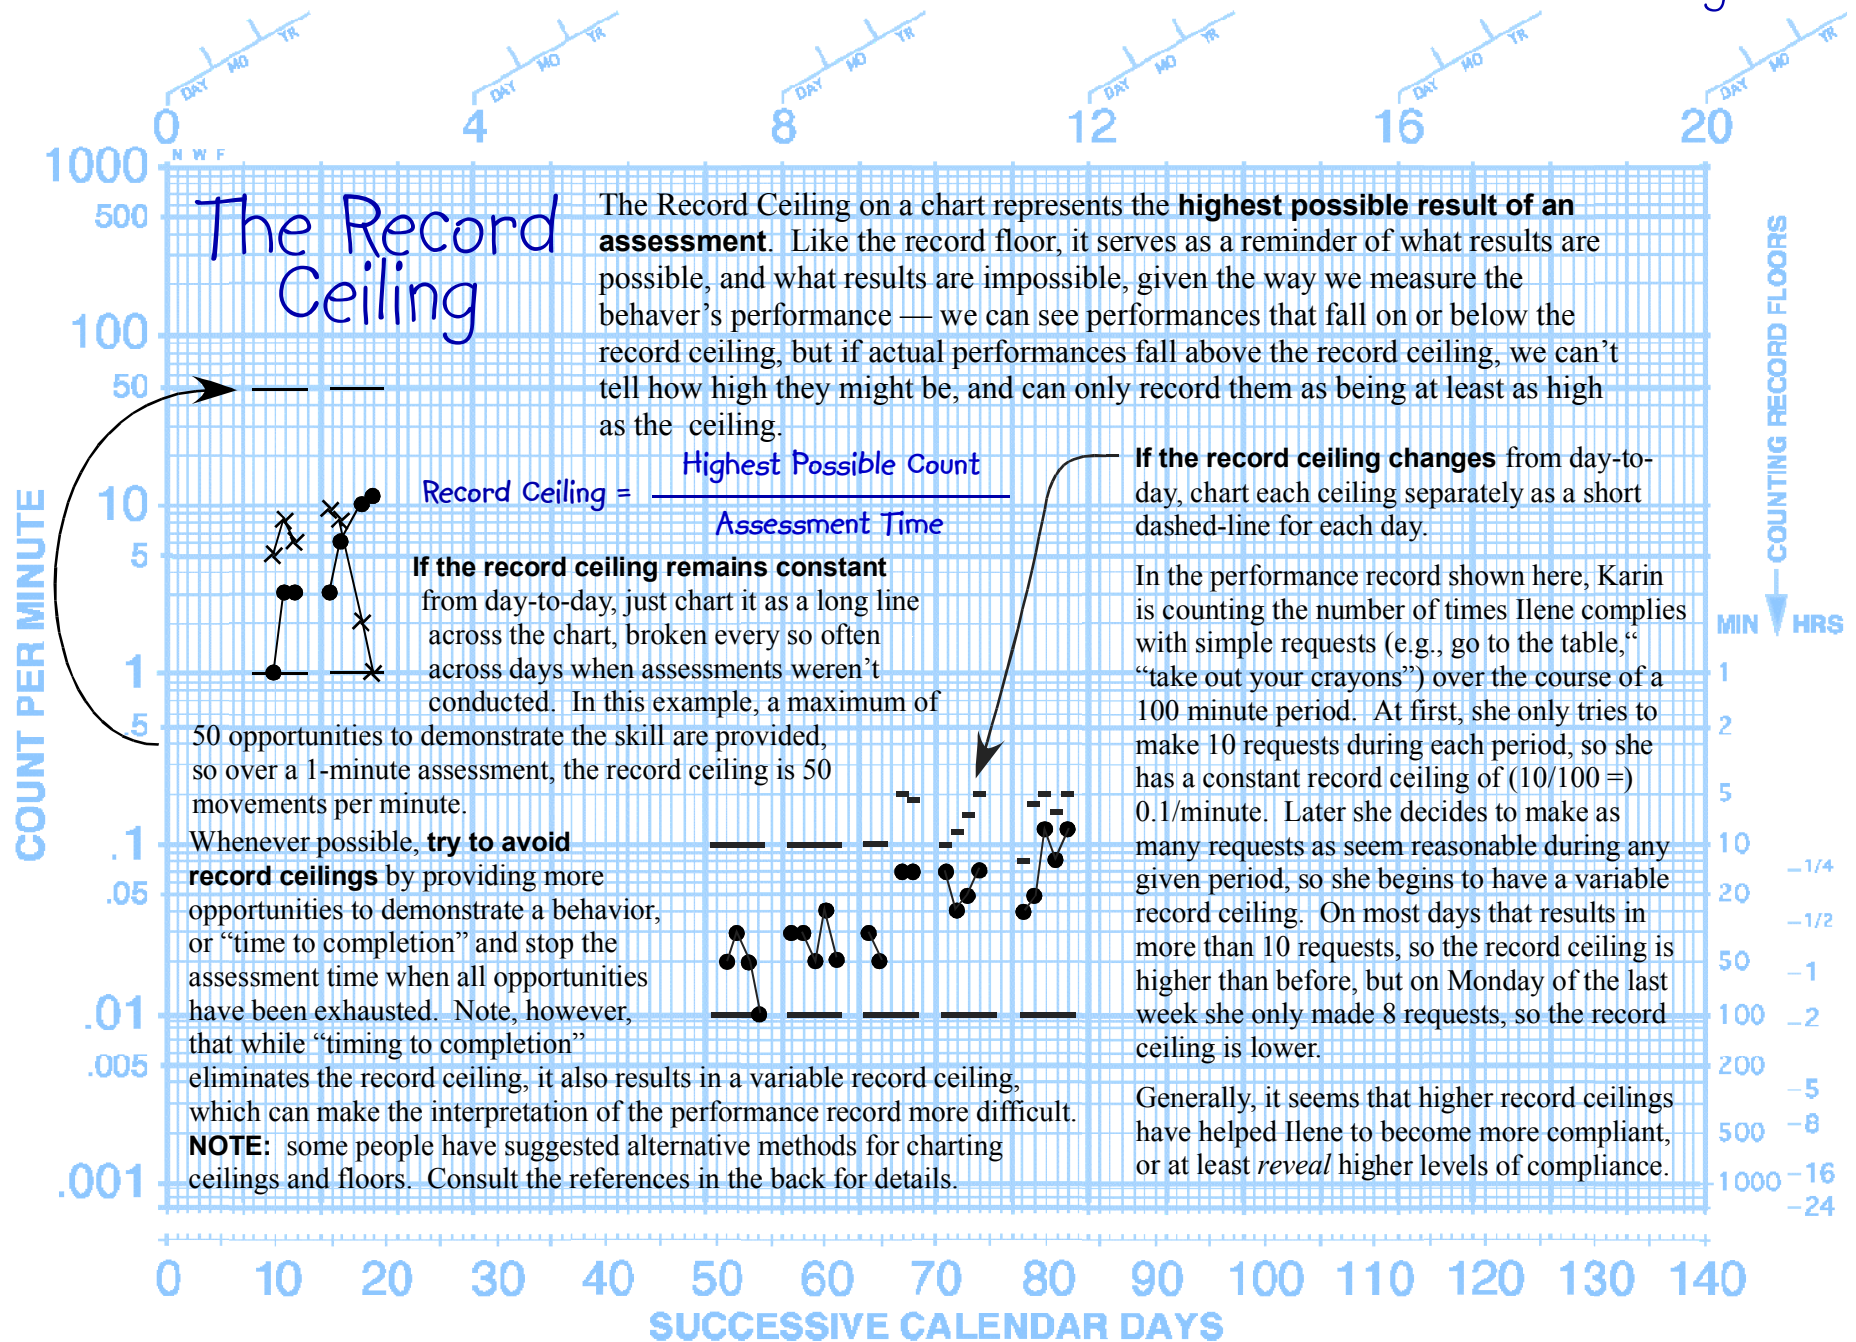 DAY MO YR DAY MO YR DAY MO YR DAY MO YR DAY MO YR DAY MO YR
0 4 8 12 16 20
N W F
1000
500
100
50
10
5
1
.5
.1
.05
.01
.005
.001
COUNT PER MINUTE
The Record
Ceiling
The Record Ceiling on a chart represents the highest possible result of an
assessment. Like the record floor, it serves as a reminder of what results are
possible, and what results are impossible, given the way we measure the
behaver’s performance — we can see performances that fall on or below the
record ceiling, but if actual performances fall above the record ceiling, we can’t
tell how high they might be, and can only record them as being at least as high
as the ceiling.
Highest Possible Count
Record Ceiling =
Assessment Time
If the record ceiling remains constant
from day-to-day, just chart it as a long line
across the chart, broken every so often
across days when assessments weren't
conducted. In this example, a maximum of
50 opportunities to demonstrate the skill are provided,
so over a 1-minute assessment, the record ceiling is 50
movements per minute.
Whenever possible, try to avoid
record ceilings by providing more
opportunities to demonstrate a behavior,
or “time to completion” and stop the
assessment time when all opportunities
have been exhausted. Note, however,
that while “timing to completion”
eliminates the record ceiling, it also results in a variable record ceiling,
which can make the interpretation of the performance record more difficult.
NOTE: some people have suggested alternative methods for charting
ceilings and floors. Consult the references in the back for details.
If the record ceiling changes from day-to-
day, chart each ceiling separately as a short
dashed-line for each day.
In the performance record shown here, Karin
is counting the number of times Ilene complies
with simple requests (e.g., go to the table,“
“take out your crayons”) over the course of a
100 minute period. At first, she only tries to
make 10 requests during each period, so she
has a constant record ceiling of (10/100 =)
0.1/minute. Later she decides to make as
many requests as seem reasonable during any
given period, so she begins to have a variable
record ceiling. On most days that results in
more than 10 requests, so the record ceiling is
higher than before, but on Monday of the last
week she only made 8 requests, so the record
ceiling is lower.
Generally, it seems that higher record ceilings
have helped Ilene to become more compliant,
or at least reveal higher levels of compliance.
COUNTING RECORD FLOORS
MIN HRS
1
2
5
10
–1/4
20
–1/2
50
–1
100
–2
200
–5
500
–8
1000
–16
–24
0 10 20 30 40 50 60 70 80 90 100 110 120 130 140
SUCCESSIVE CALENDAR DAYS